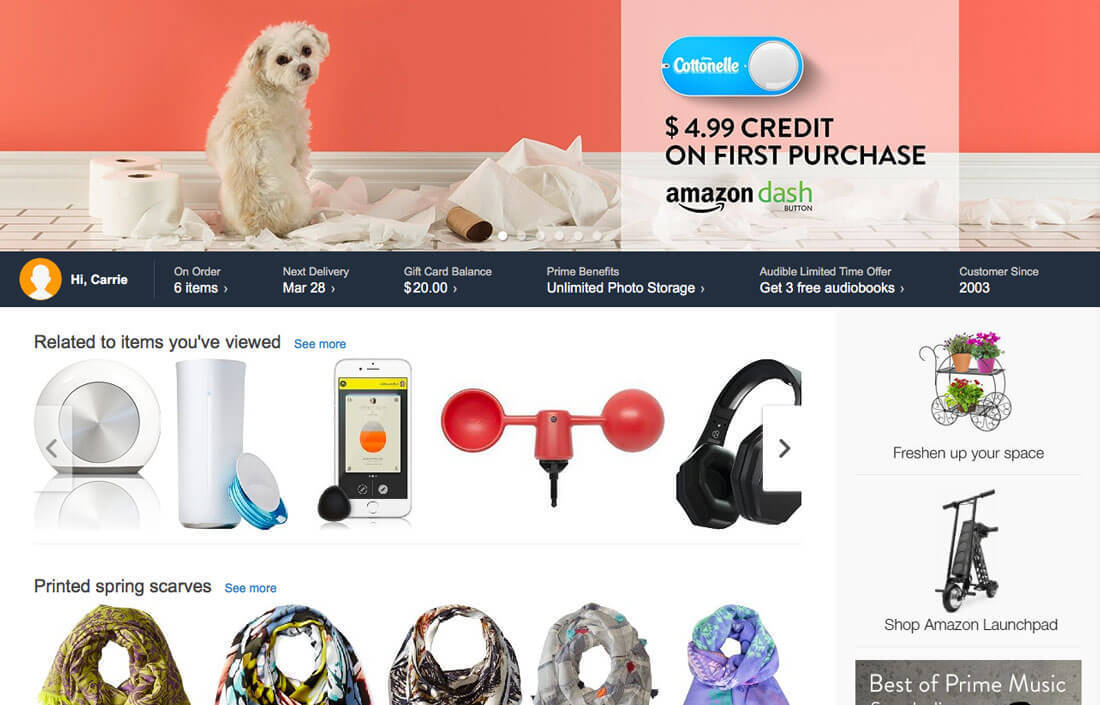 Cottonelle
$4.99 CREDIT
ON FIRST PURCHASE
amazon dash
BUTTON
Hi, Carrie
On Order
6 items ›
Next Delivery
Mar 28 ›
Gift Card Balance
$20.00 ›
Prime Benefits
Unlimited Photo Storage ›
Audible Limited Time Offer
Get 3 free audiobooks ›
Customer Since
2003
Related to items you've viewed See more
Freshen up your space
Printed spring scarves See more
Shop Amazon Launchpad
Best of Prime Music